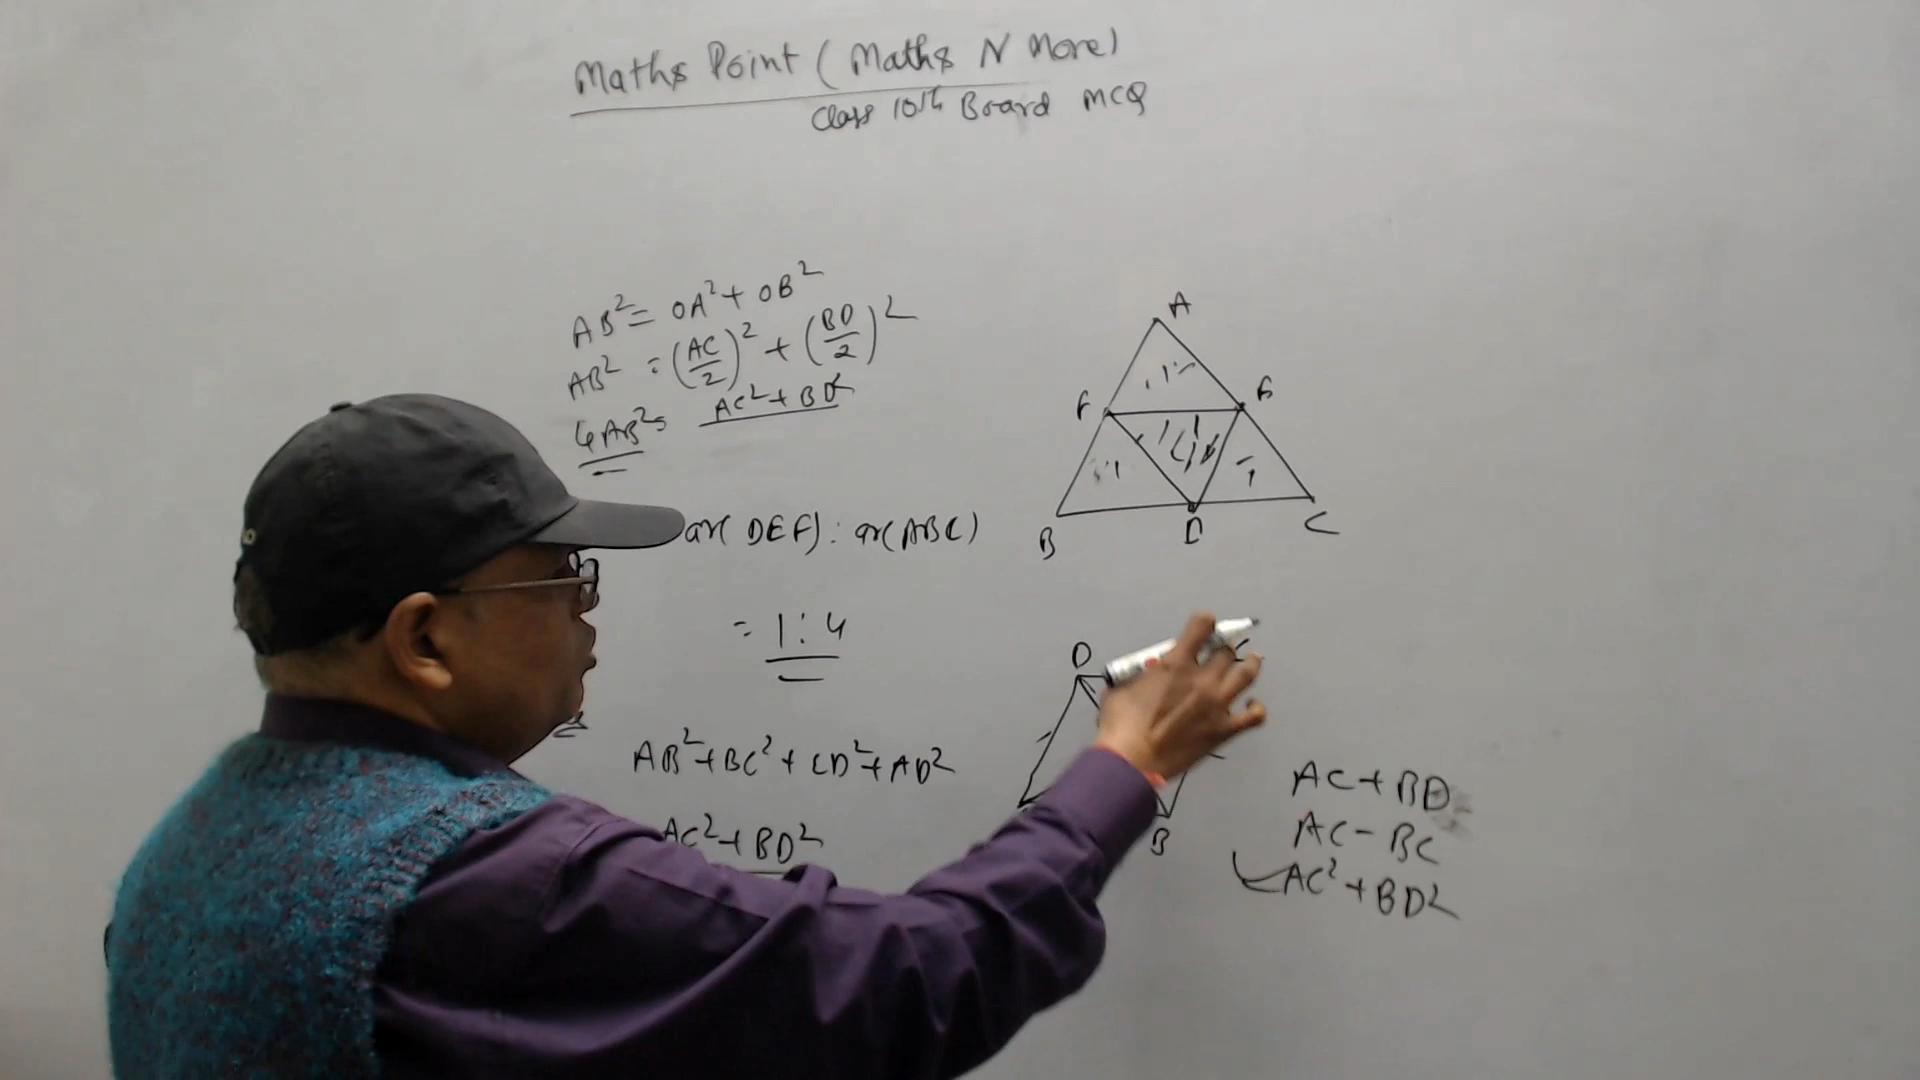 Maths Point (Maths N More)
Class 10th Board MCQ
AB² = OA² + OB²
AB² = (AC/2)² + (BD/2)²
4AB² = AC² + BD²
ar(DEF) : ar(ABC)
= 1 : 4
AB² + BC² + CD² + AD²
AC² + BD²
A
F
B
D
C
D
B
AC + BD
AC - BC
AC² + BD²